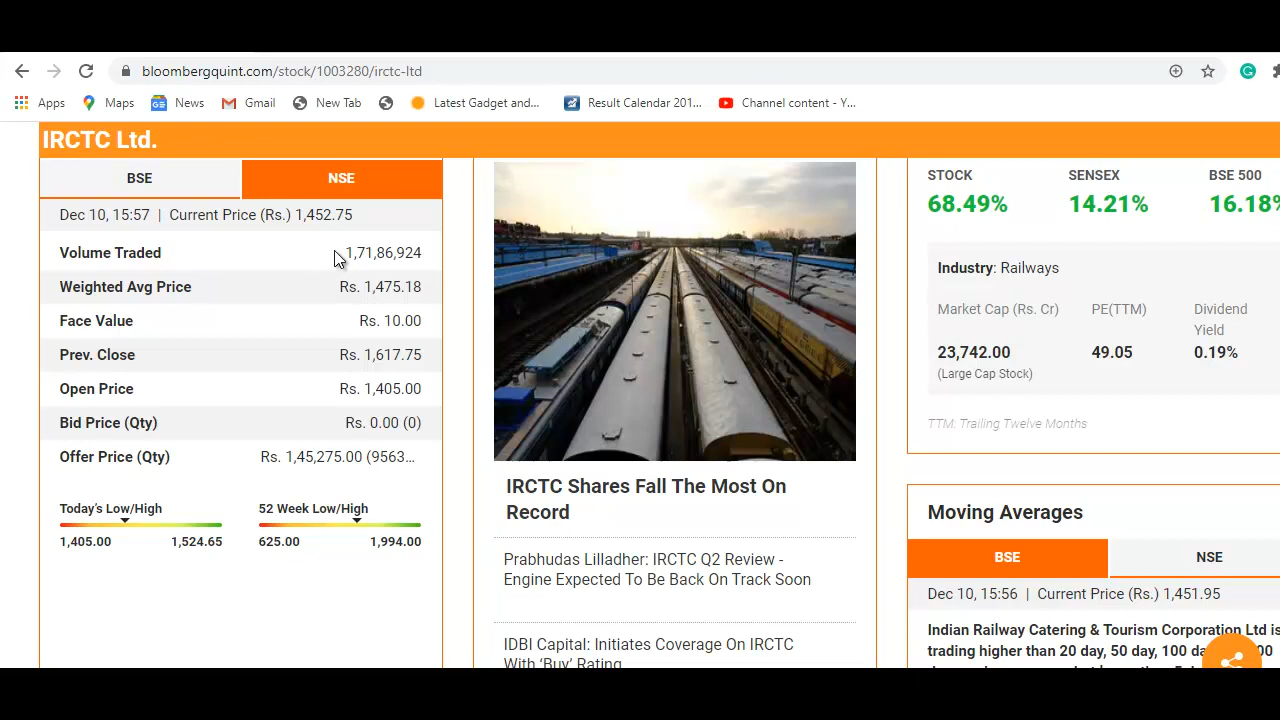 bloombergquint.com/stock/1003280/irctc-ltd
Apps Maps News Gmail New Tab Latest Gadget and... Result Calendar 201... Channel content - Y...
IRCTC Ltd.
BSE NSE
Dec 10, 15:57 | Current Price (Rs.) 1,452.75
Volume Traded 1,71,86,924
Weighted Avg Price Rs. 1,475.18
Face Value Rs. 10.00
Prev. Close Rs. 1,617.75
Open Price Rs. 1,405.00
Bid Price (Qty) Rs. 0.00 (0)
Offer Price (Qty) Rs. 1,45,275.00 (9563...
Today's Low/High 52 Week Low/High
1,405.00 1,524.65 625.00 1,994.00
IRCTC Shares Fall The Most On
Record
Prabhudas Lilladher: IRCTC Q2 Review -
Engine Expected To Be Back On Track Soon
IDBI Capital: Initiates Coverage On IRCTC
With ‘Buy’ Rating
STOCK SENSEX BSE 500
68.49% 14.21% 16.18%
Industry: Railways
Market Cap (Rs. Cr) PE(TTM) Dividend
Yield
23,742.00 49.05 0.19%
(Large Cap Stock)
TTM: Trailing Twelve Months
Moving Averages
BSE NSE
Dec 10, 15:56 | Current Price (Rs.) 1,451.95
Indian Railway Catering & Tourism Corporation Ltd is
trading higher than 20 day, 50 day, 100